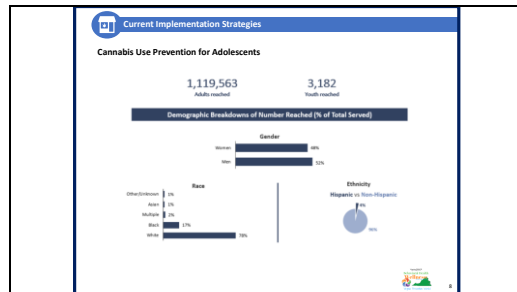 Current Implementation Strategies
Cannabis Use Prevention for Adolescents
1,119,563
Adults reached
3,182
Youth reached
Demographic Breakdowns of Number Reached (% of Total Served)
Gender
Women 48%
Men 52%
Race
Other/Unknown 1%
Asian 1%
Multiple 2%
Black 17%
White 78%
Ethnicity
Hispanic vs Non-Hispanic
4%
96%
8